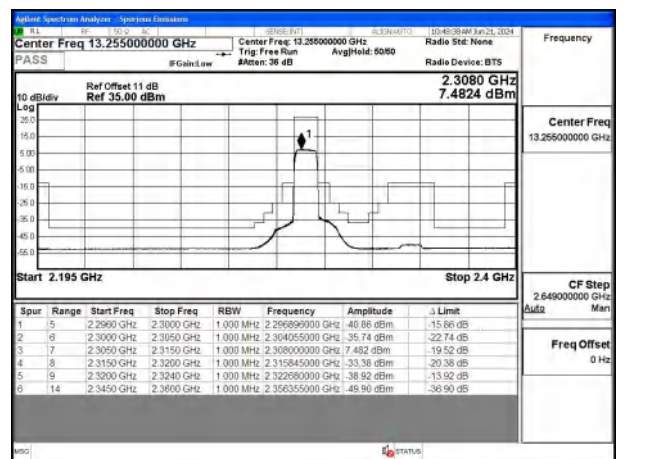 Agilent Spectrum Analyzer - Spurious Emissions
RL RF 50 Ω AC SENSE:INT ALIGN AUTO 10:48:38 AM Jun 21, 2024
Center Freq 13.255000000 GHz
Center Freq: 13.255000000 GHz
Radio Std: None
Trig: Free Run Avg|Hold: 50/50
PASS IFGain:Low #Atten: 36 dB Radio Device: BTS
Frequency
Ref Offset 11 dB
2.3080 GHz
10 dB/div Ref 35.00 dBm
7.4824 dBm
Log
25.0
15.0
5.00
-5.00
-15.0
-25.0
-35.0
-45.0
-55.0
1
Start 2.195 GHz Stop 2.4 GHz
Center Freq
13.255000000 GHz
CF Step
2.649000000 GHz
Auto Man
Freq Offset
0 Hz
Spur Range Start Freq Stop Freq RBW Frequency Amplitude Δ Limit
1 5 2.2960 GHz 2.3000 GHz 1.000 MHz 2.296896000 GHz -40.86 dBm -15.86 dB
2 6 2.3000 GHz 2.3050 GHz 1.000 MHz 2.304055000 GHz -35.74 dBm -22.74 dB
3 7 2.3050 GHz 2.3150 GHz 1.000 MHz 2.308000000 GHz 7.482 dBm -19.52 dB
4 8 2.3150 GHz 2.3200 GHz 1.000 MHz 2.315845000 GHz -33.38 dBm -20.38 dB
5 9 2.3200 GHz 2.3240 GHz 1.000 MHz 2.322680000 GHz -38.92 dBm -13.92 dB
6 14 2.3450 GHz 2.3600 GHz 1.000 MHz 2.356355000 GHz -49.90 dBm -36.90 dB
MSG STATUS